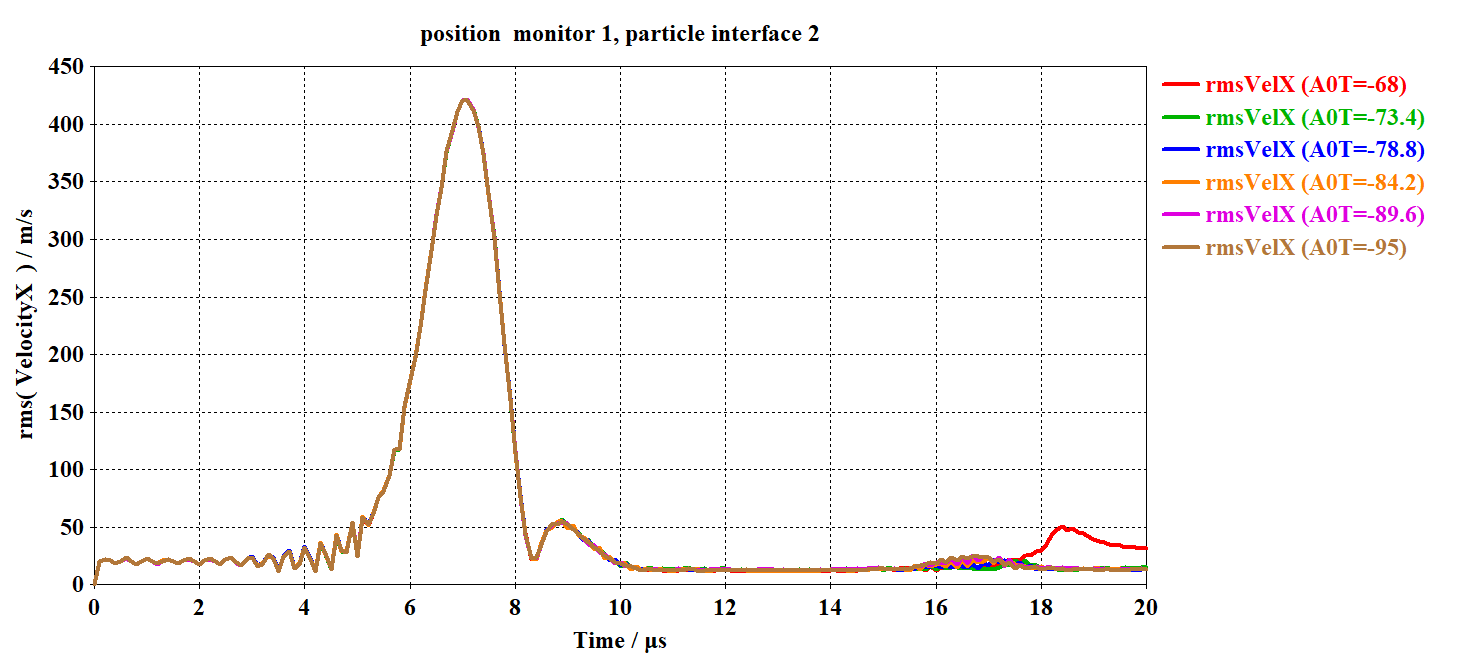 position monitor 1, particle interface 2
rms( VelocityX ) / m/s
450
400
350
300
250
200
150
100
50
0
0 2 4 6 8 10 12 14 16 18 20
Time / µs
rmsVelX (A0T=-68)
rmsVelX (A0T=-73.4)
rmsVelX (A0T=-78.8)
rmsVelX (A0T=-84.2)
rmsVelX (A0T=-89.6)
rmsVelX (A0T=-95)